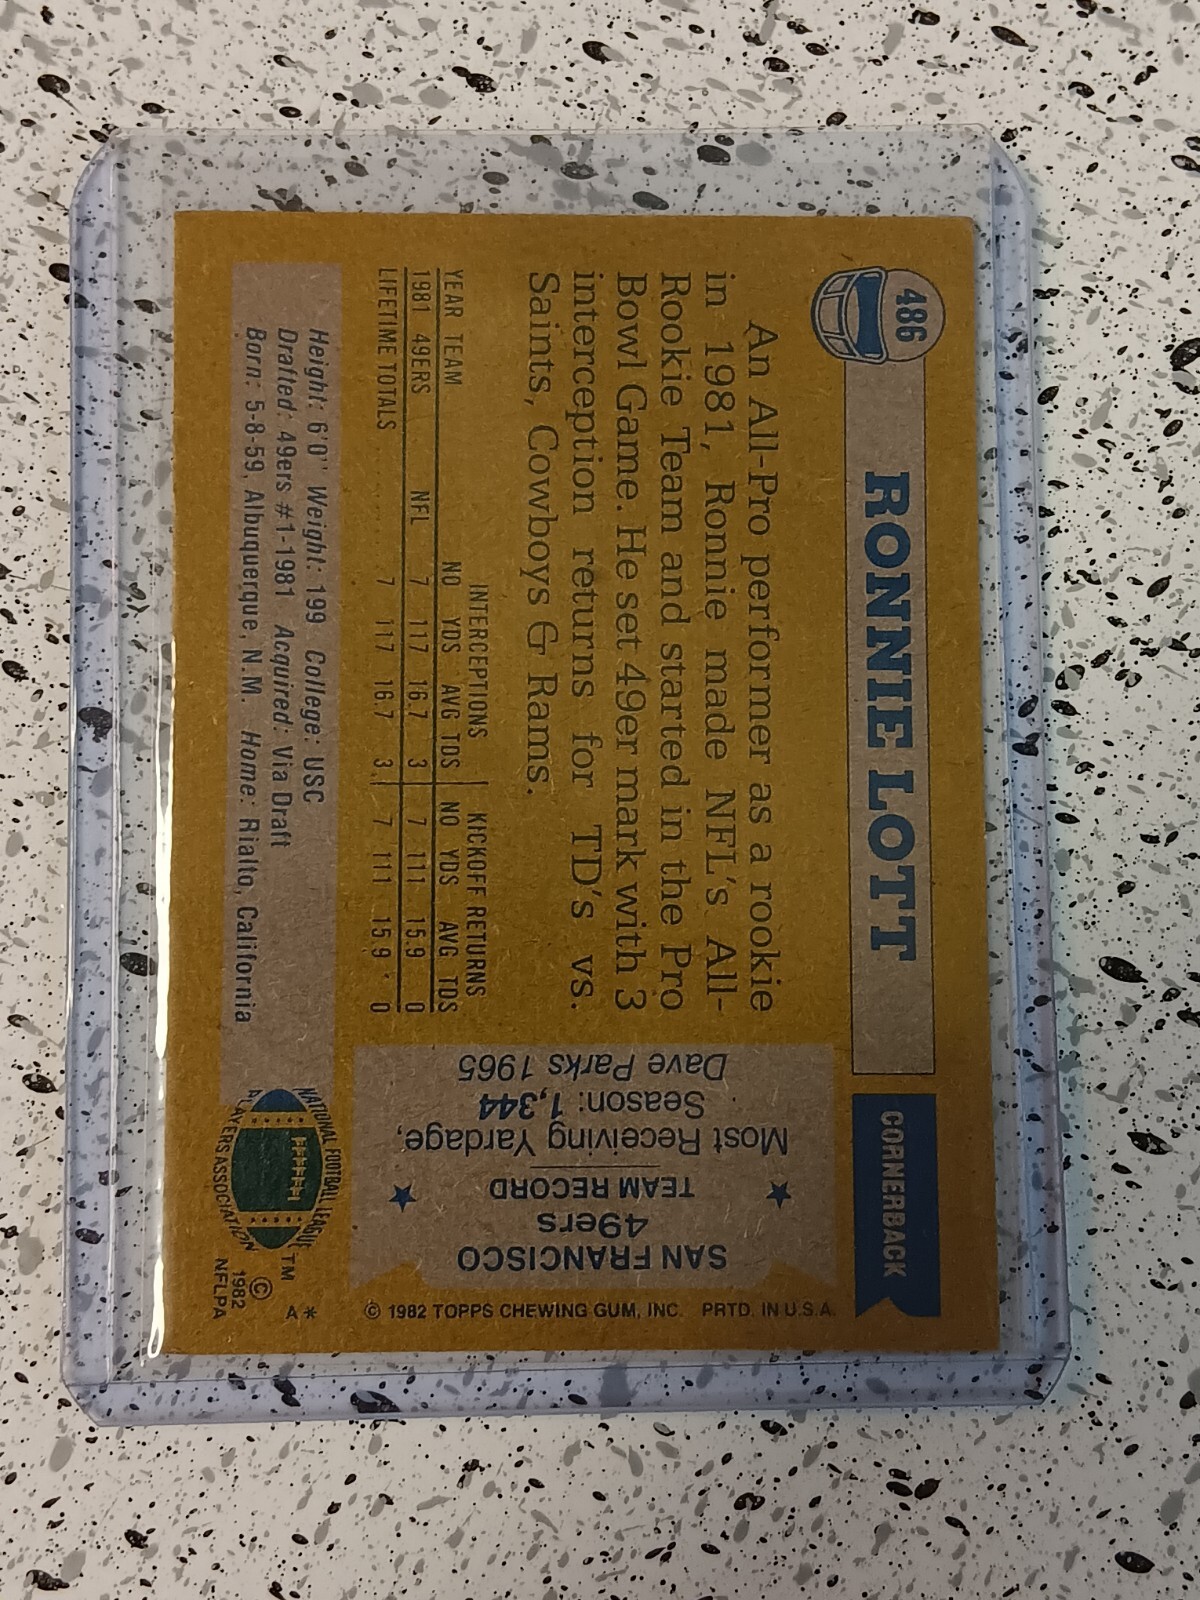 486
RONNIE LOTT
CORNERBACK
An All-Pro performer as a rookie
in 1981, Ronnie made NFL's All-
Rookie Team and started in the Pro
Bowl Game. He set 49er mark with 3
interception returns for TD's vs.
Saints, Cowboys & Rams.
INTERCEPTIONS KICKOFF RETURNS
YEAR TEAM NO YDS AVG TDS NO YDS AVG TDS
1981 49ERS NFL 7 117 16.7 3 7 111 15.9 0
LIFETIME TOTALS 7 117 16.7 3 7 111 15.9 0
Height: 6'0" Weight: 199 College: USC
Drafted: 49ers #1-1981 Acquired: Via Draft
Born: 5-8-59, Albuquerque, N.M. Home: Rialto, California
SAN FRANCISCO
49ers
TEAM RECORD
Most Receiving Yardage,
Season: 1,344
Dave Parks 1965
© 1982 TOPPS CHEWING GUM, INC. PRTD. IN U.S.A.
A*
NATIONAL FOOTBALL LEAGUE
PLAYERS ASSOCIATION
TM
©
1982
NFLPA